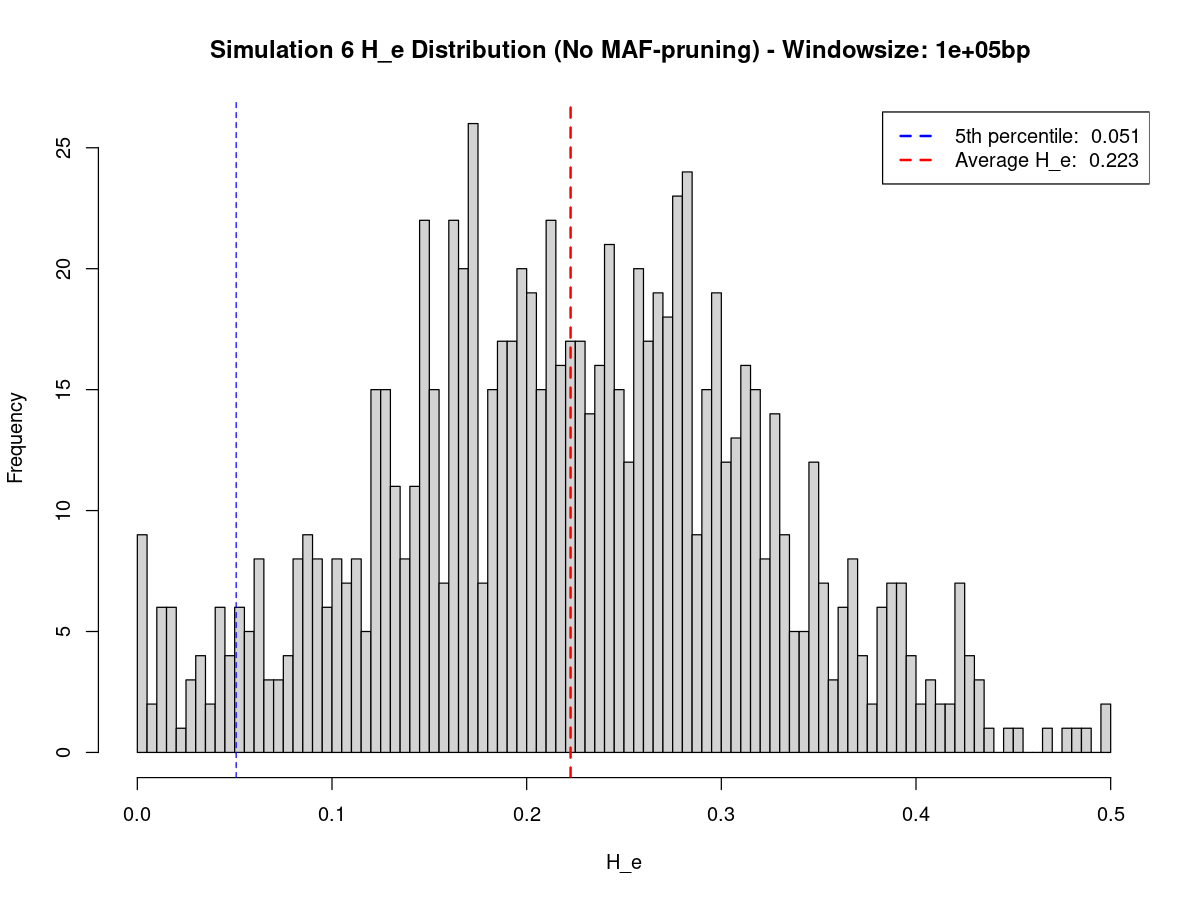 Simulation 6 H_e Distribution (No MAF-pruning) - Windowsize: 1e+05bp
5th percentile:  0.051
Average H_e:  0.223
Frequency
25
20
15
10
5
0
0.0 0.1 0.2 0.3 0.4 0.5
H_e